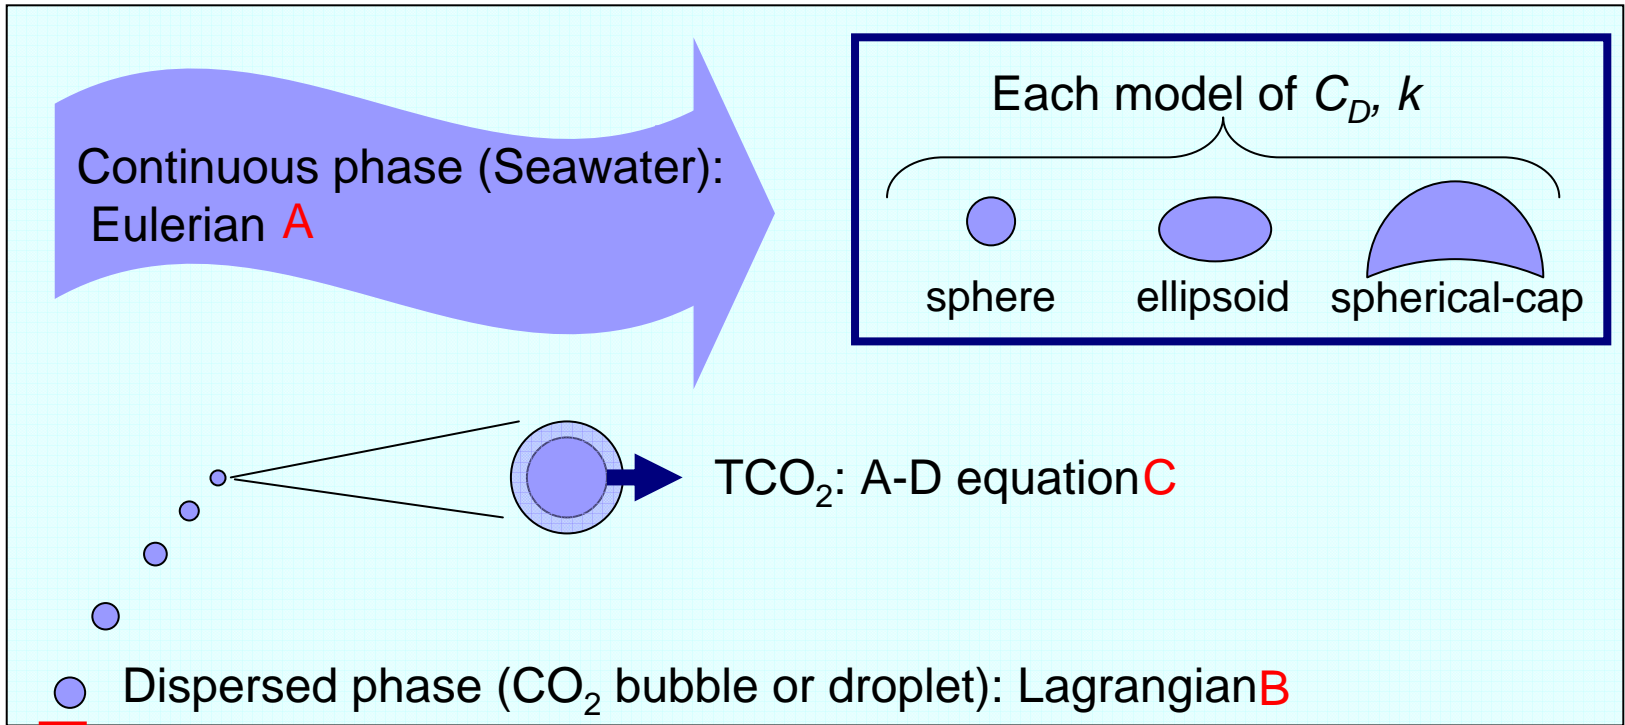 Continuous phase (Seawater):
Eulerian A
Each model of C_D, k
sphere ellipsoid spherical-cap
TCO₂: A-D equationC
Dispersed phase (CO₂ bubble or droplet): LagrangianB